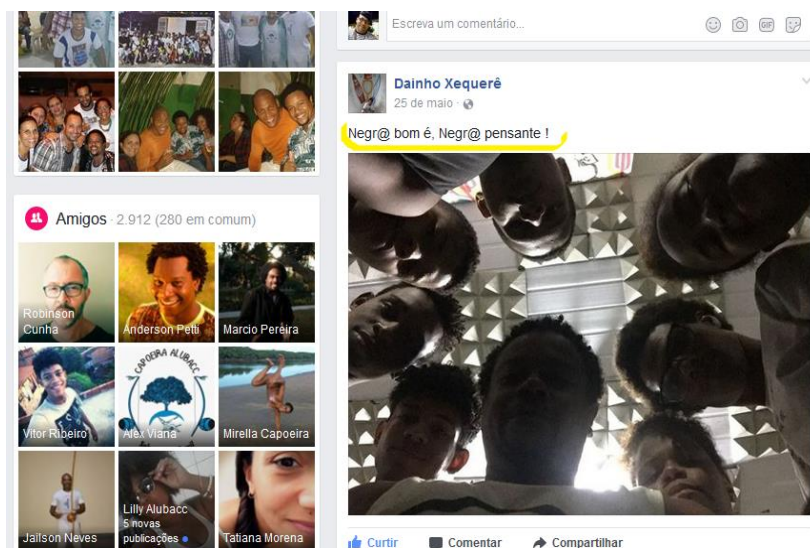 Escreva um comentário...
GIF
Dainho Xequerê
25 de maio
Negr@ bom é, Negr@ pensante !
Amigos · 2.912 (280 em comum)
Robinson Cunha
Anderson Petti
Marcio Pereira
CAPOEIRA ALUBACC
Vitor Ribeiro
Alex Viana
Mirella Capoeira
Jailson Neves
Lilly Alubacc
5 novas
publicações
Tatiana Morena
Curtir
Comentar
Compartilhar